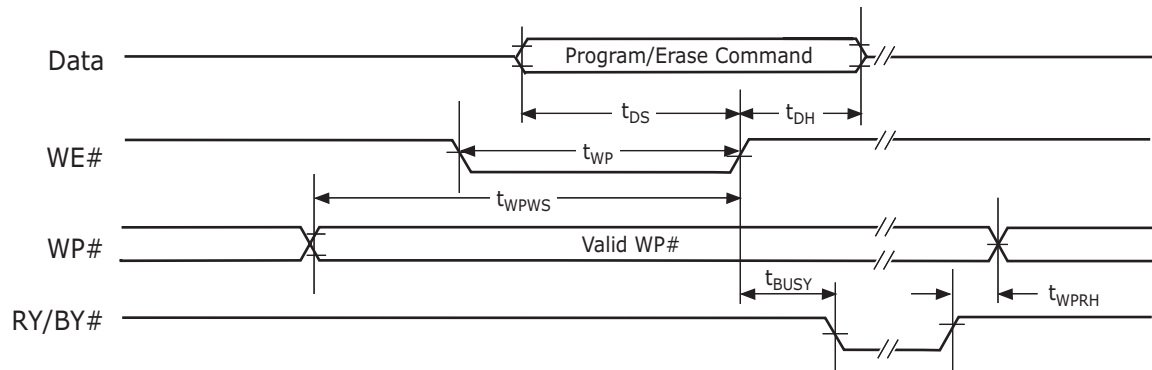 Data
Program/Erase Command
tDS
tDH
WE#
tWP
tWPWS
WP#
Valid WP#
tBUSY
tWPRH
RY/BY#